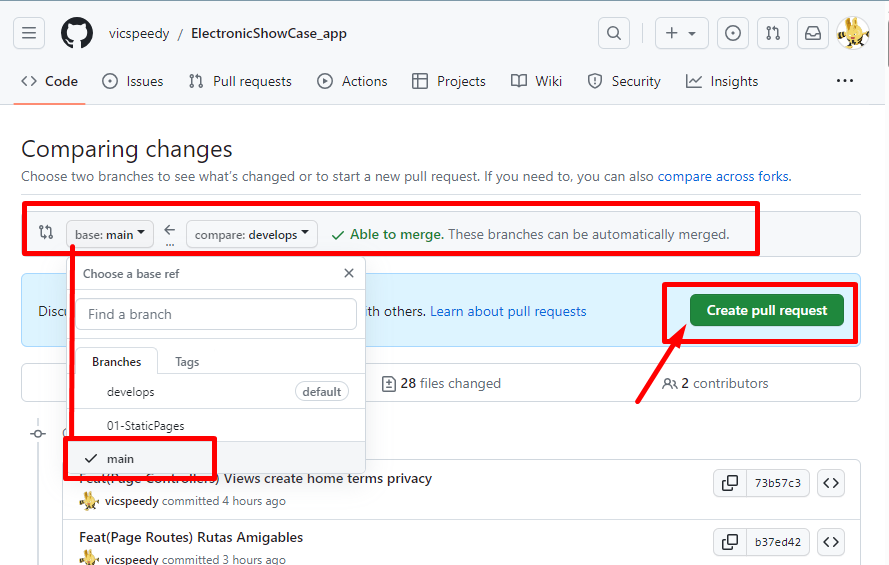 vicspeedy / ElectronicShowCase_app
Code Issues Pull requests Actions Projects Wiki Security Insights
Comparing changes
Choose two branches to see what's changed or to start a new pull request. If you need to, you can also compare across forks.
base: main compare: develops Able to merge. These branches can be automatically merged.
Choose a base ref
Find a branch
ith others. Learn about pull requests
Create pull request
Branches Tags
develops default
28 files changed 2 contributors
01-StaticPages
main
Feat(Page Controllers) Views create home terms privacy
vicspeedy committed 4 hours ago
73b57c3
Feat(Page Routes) Rutas Amigables
vicspeedy committed 3 hours ago
b37ed42